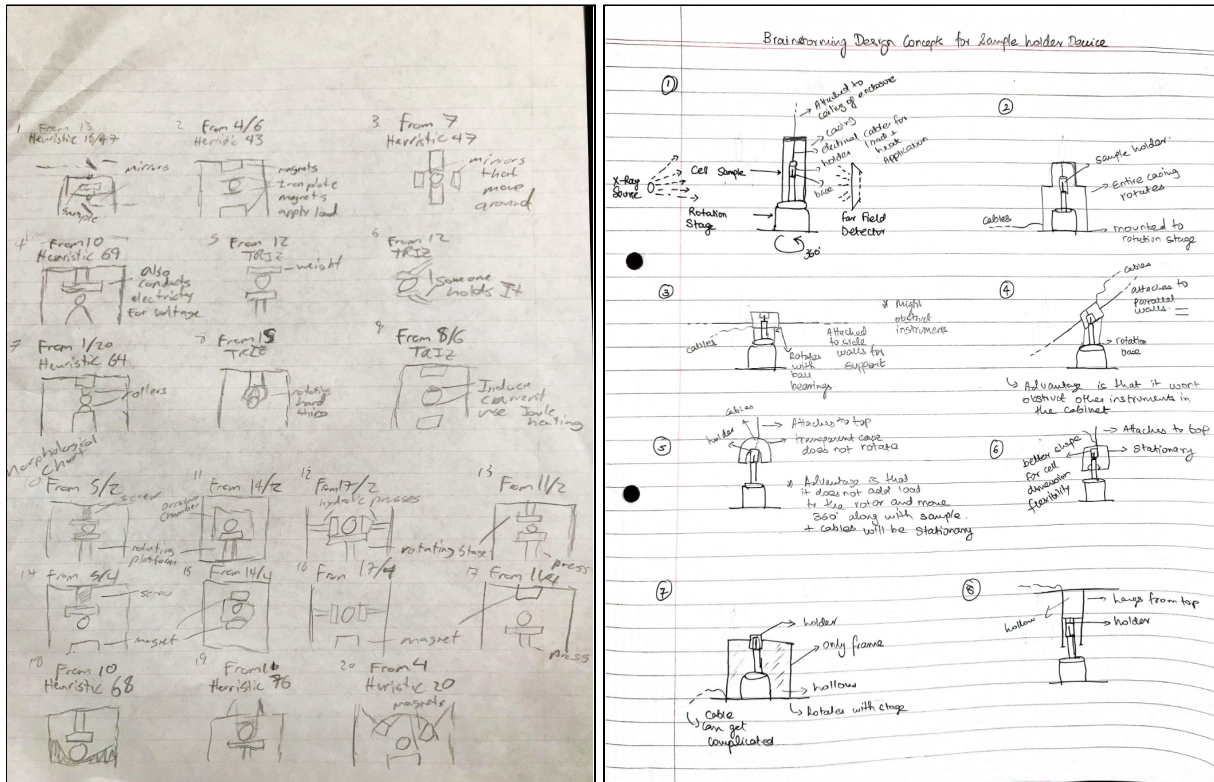 1 From
Heuristic
mirrors
sample
2 From 4/6
Heuristic 43
magnets
Iron plate
magnets
apply load
3 From 7
Heuristic 47
mirrors
that
move
around
4 From 10
Heuristic 69
also
conducts
electricity
for voltage
5 From 12
TRIZ
weight
6 From 12
TRIZ
someone
holds It
7 From 1/20
Heuristic 64
rollers
8 From 15
TRIZ
rotating
9 From 8/6
TRIZ
Induce
current
use Joule
heating
Morphological
Chart
10 From 5/2
screw
rotating
platform
11 From 14/2
pressure
chamber
12 From 17/2
presses
rotating stage
13 From 11/2
press
14 From 5/4
screw
magnet
15 From 14/4
16 From 17/4
magnet
17 From 11/4
press
18 From 10
Heuristic 68
19 From
Heuristic 76
20 From 4
Heuristic 20
magnets
Brainstorming Design Concepts for Sample holder Device
①
Attached to
ceiling of enclosure
casing
electrical cable for
load +
heat
Application
holder
base
X-Ray
Source
Cell Sample
Rotation
Stage
Far Field
Detector
360°
②
sample holder
Entire casing
rotates
cables
mounted to
rotation stage
③
* Might
obstruct
instruments
cables
Rotates
with
ball
bearings.
Attached
to side
walls for
support
④
cables
attaches to
parallel
walls.
rotation
base
↳ Advantage is that it wont
obstruct other instruments in
the cabinet
⑤
cables
holder
Attaches to top
transparent case
does not rotate
* Advantage is that
it does not add load
to the rotor and move
360° along with sample.
+ cables will be stationary
⑥
Attaches to top
Stationary
better shape
for cell
dimension
flexibility
⑦
holder
only frame
hollow
Rotates with stage
Cable
can get
complicated
⑧
hangs from top
hollow
holder